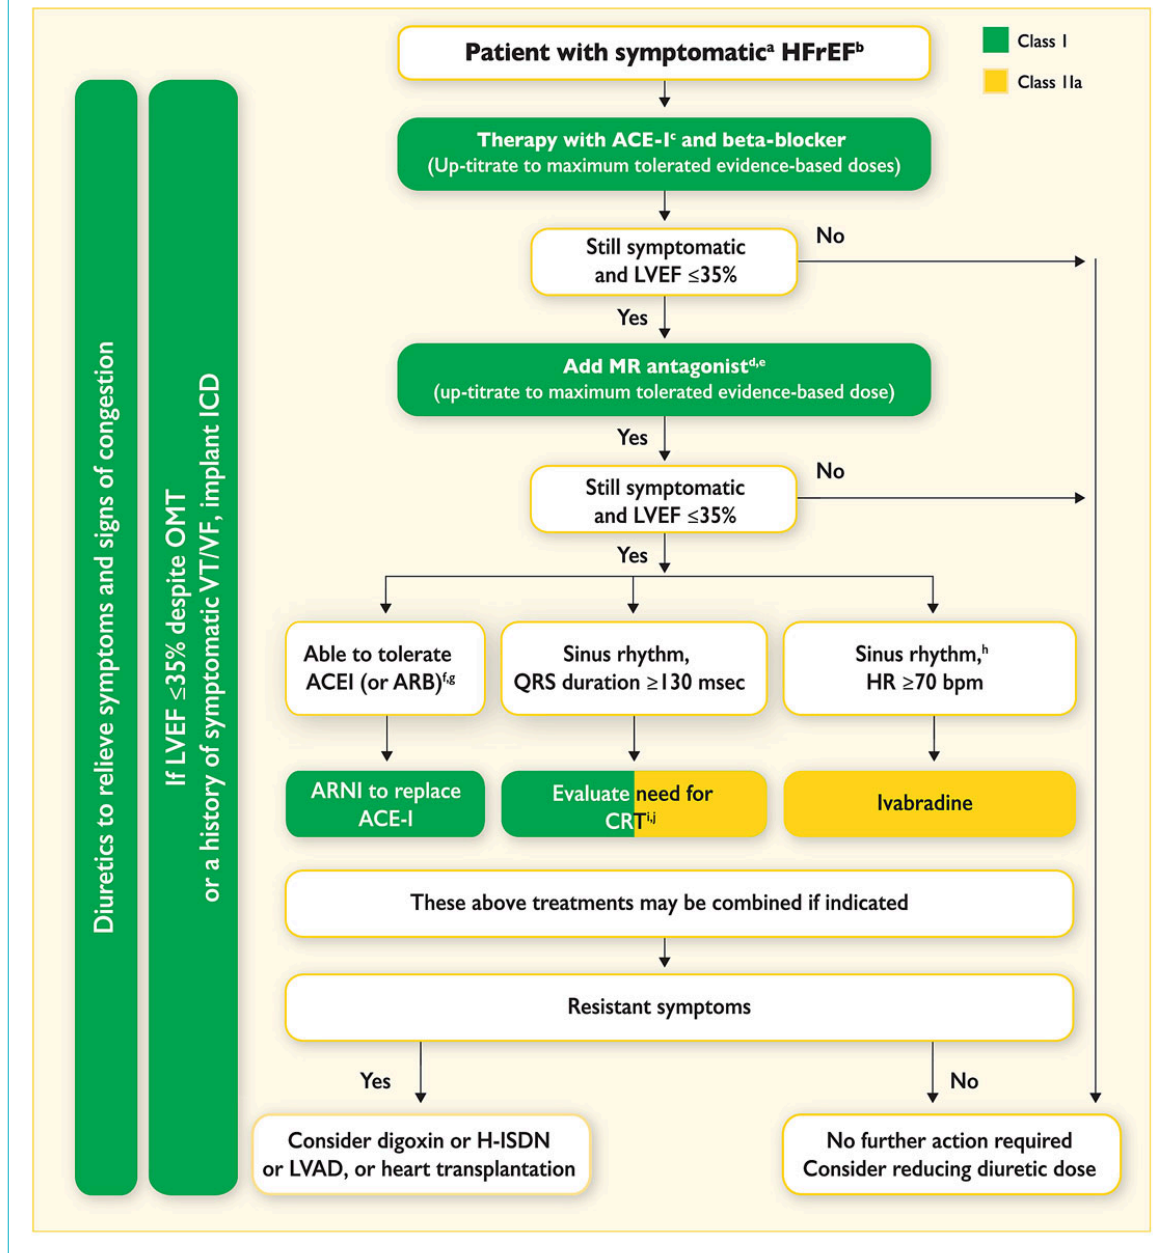 Patient with symptomaticᵃ HFrEFᵇ
Class I
Class IIa
Therapy with ACE-Iᶜ and beta-blocker
(Up-titrate to maximum tolerated evidence-based doses)
Still symptomatic
and LVEF ≤35%
No
Yes
Add MR antagonistᵈ,ᵉ
(up-titrate to maximum tolerated evidence-based dose)
Yes
Still symptomatic
and LVEF ≤35%
No
Yes
Able to tolerate
ACEI (or ARB)ᶠ,ᵍ
Sinus rhythm,
QRS duration ≥130 msec
Sinus rhythm,ʰ
HR ≥70 bpm
ARNI to replace
ACE-I
Evaluate need for
CRTⁱ,ʲ
Ivabradine
These above treatments may be combined if indicated
Resistant symptoms
Yes
No
Consider digoxin or H-ISDN
or LVAD, or heart transplantation
No further action required
Consider reducing diuretic dose
Diuretics to relieve symptoms and signs of congestion
If LVEF ≤35% despite OMT
or a history of symptomatic VT/VF, implant ICD